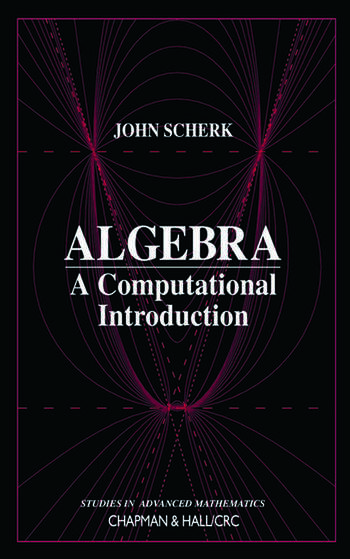 JOHN SCHERK
ALGEBRA
A Computational
Introduction
STUDIES IN ADVANCED MATHEMATICS
CHAPMAN & HALL/CRC